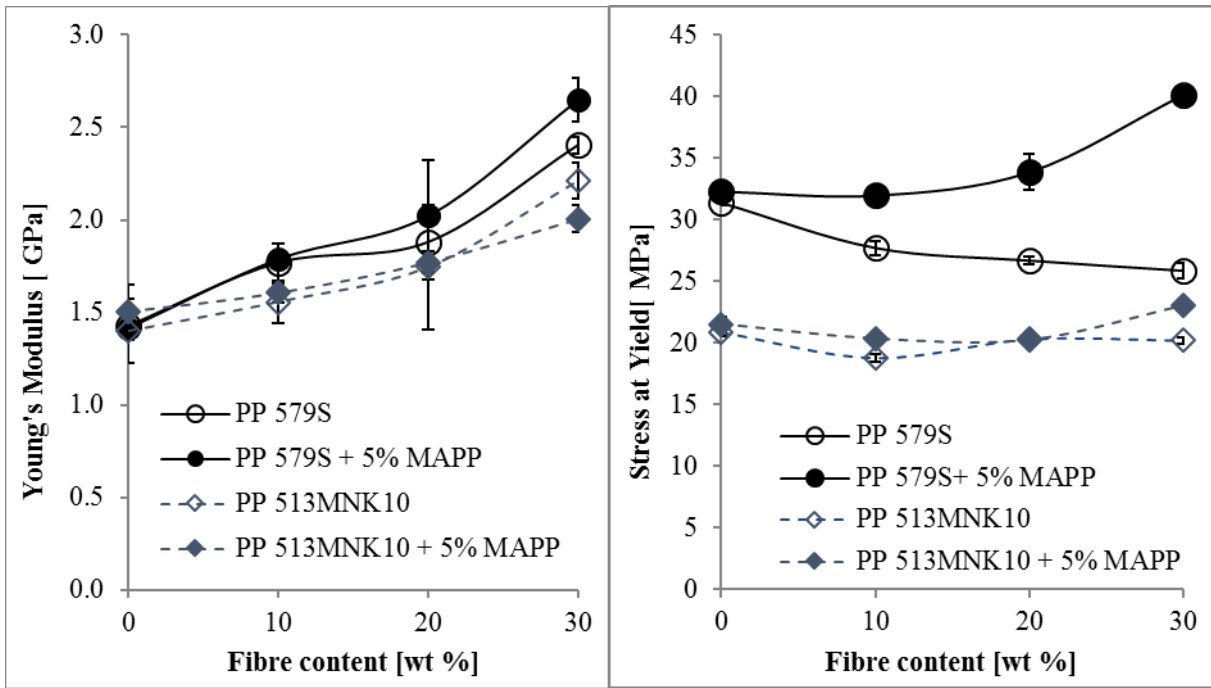 3.0
2.5
2.0
1.5
1.0
0.5
0.0
Young's Modulus [ GPa]
PP 579S
PP 579S + 5% MAPP
PP 513MNK10
PP 513MNK10 + 5% MAPP
0 10 20 30
Fibre content [wt %]
45
40
35
30
25
20
15
10
5
0
Stress at Yield[ MPa]
PP 579S
PP 579S+ 5% MAPP
PP 513MNK10
PP 513MNK10 + 5% MAPP
0 10 20 30
Fibre content [wt %]